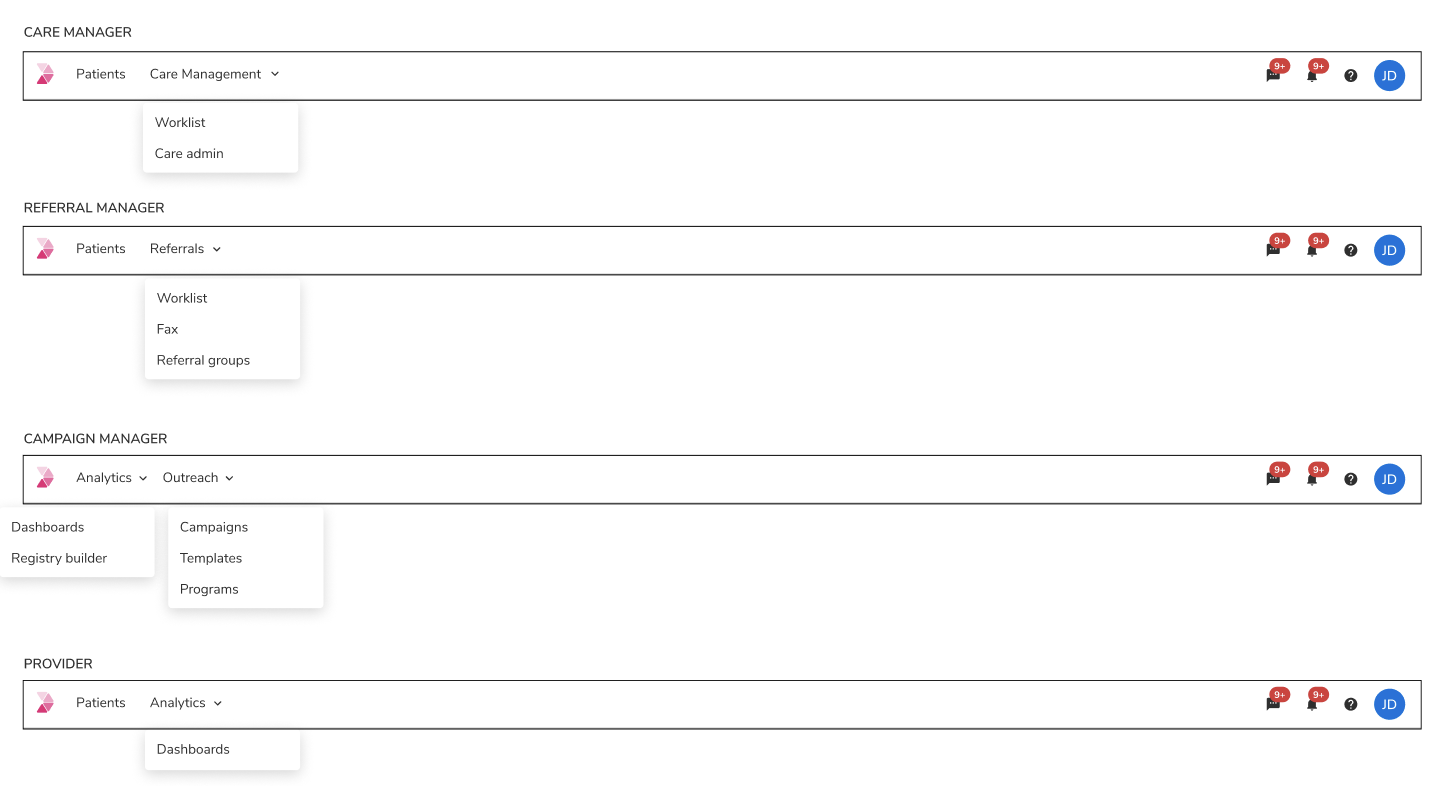 CARE MANAGER
Patients Care Management 9+ 9+ ? JD
Worklist
Care admin
REFERRAL MANAGER
Patients Referrals 9+ 9+ ? JD
Worklist
Fax
Referral groups
CAMPAIGN MANAGER
Analytics Outreach 9+ 9+ ? JD
Dashboards Campaigns
Registry builder Templates
Programs
PROVIDER
Patients Analytics 9+ 9+ ? JD
Dashboards